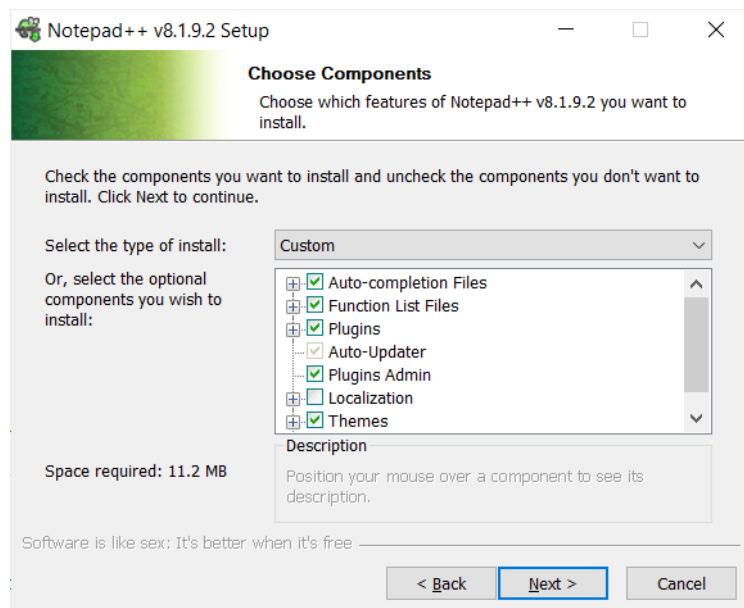 Notepad++ v8.1.9.2 Setup
Choose Components
Choose which features of Notepad++ v8.1.9.2 you want to
install.
Check the components you want to install and uncheck the components you don't want to
install. Click Next to continue.
Select the type of install:
Custom
Or, select the optional
components you wish to
install:
Auto-completion Files
Function List Files
Plugins
Auto-Updater
Plugins Admin
Localization
Themes
Space required: 11.2 MB
Description
Position your mouse over a component to see its
description.
Software is like sex: It's better when it's free
< Back
Next >
Cancel